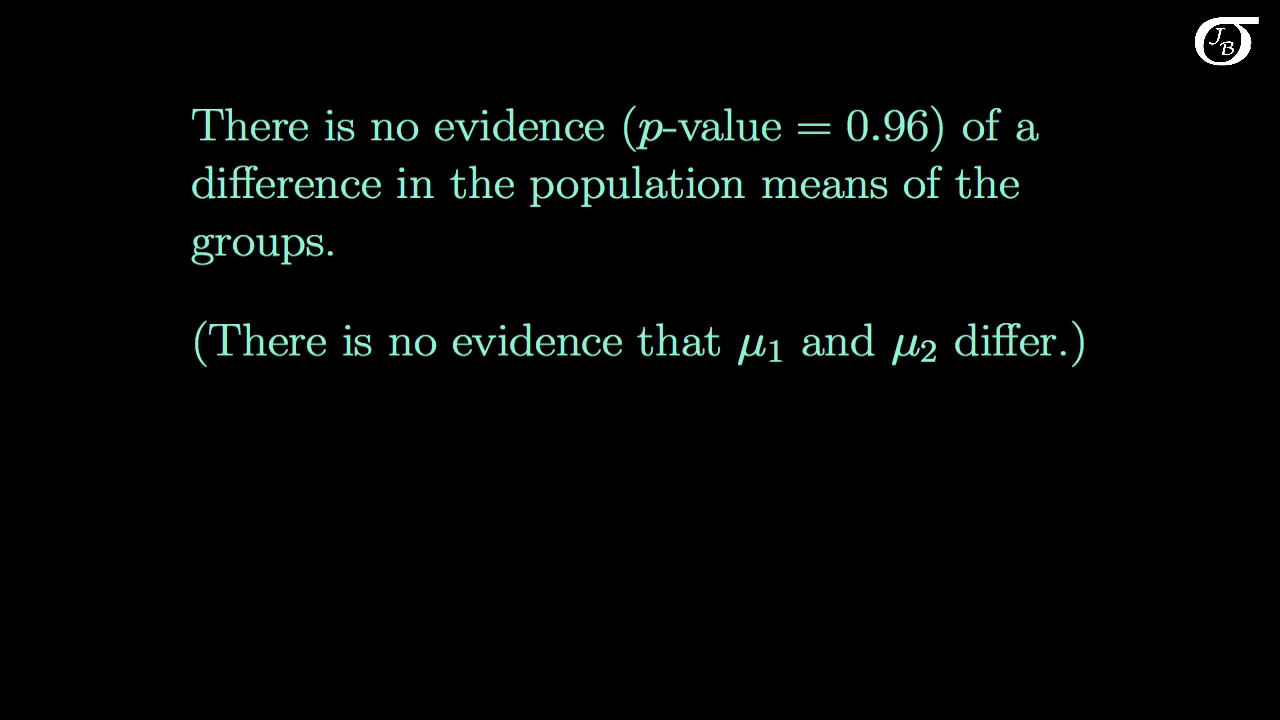 JB
There is no evidence (p-value = 0.96) of a
difference in the population means of the
groups.
(There is no evidence that μ₁ and μ₂ differ.)